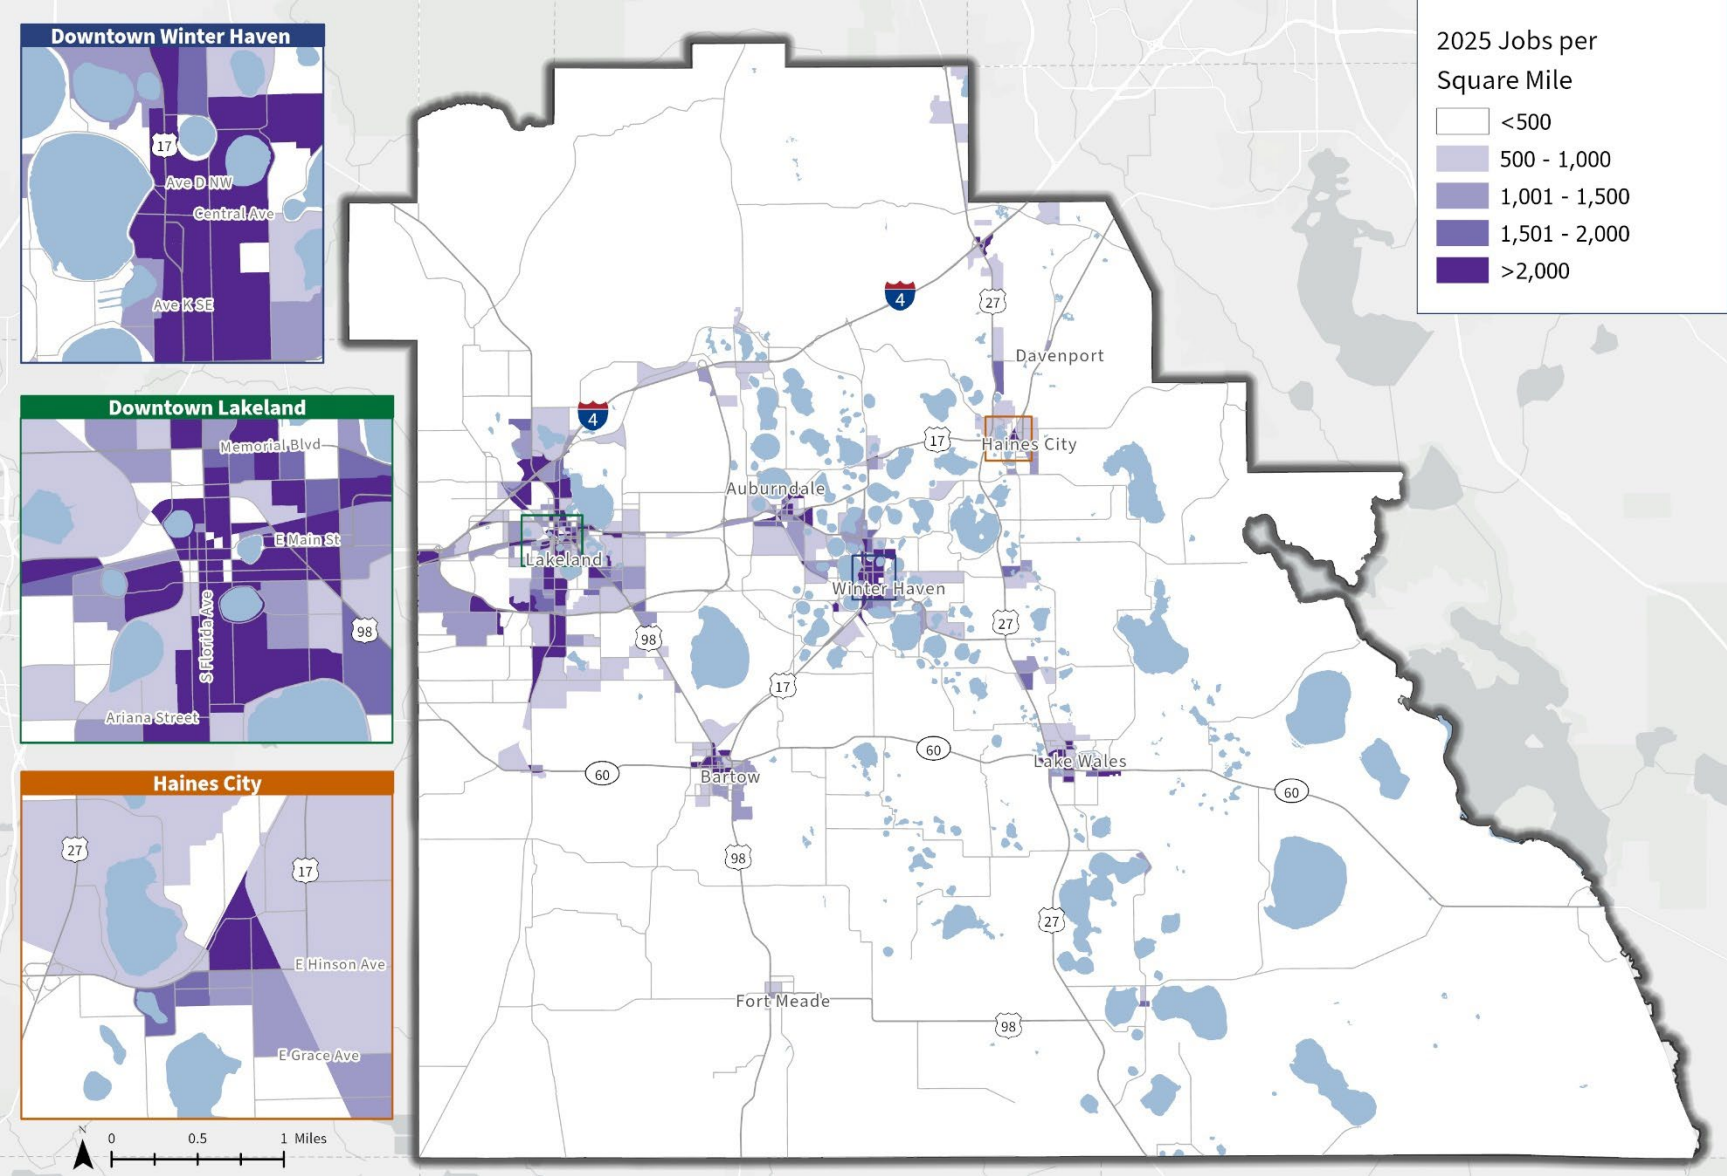 Downtown Winter Haven
17
Ave D NW
Central Ave
Ave K SE
Downtown Lakeland
Memorial Blvd
E Main St
S Florida Ave
98
Ariana Street
Haines City
27
17
E Hinson Ave
E Grace Ave
N
0 0.5 1 Miles
2025 Jobs per
Square Mile
<500
500 - 1,000
1,001 - 1,500
1,501 - 2,000
>2,000
4
27
Davenport
4
17
Haines City
Auburndale
Lakeland
Winter Haven
98
27
17
60
60
Lake Wales
Bartow
60
98
27
Fort Meade
98